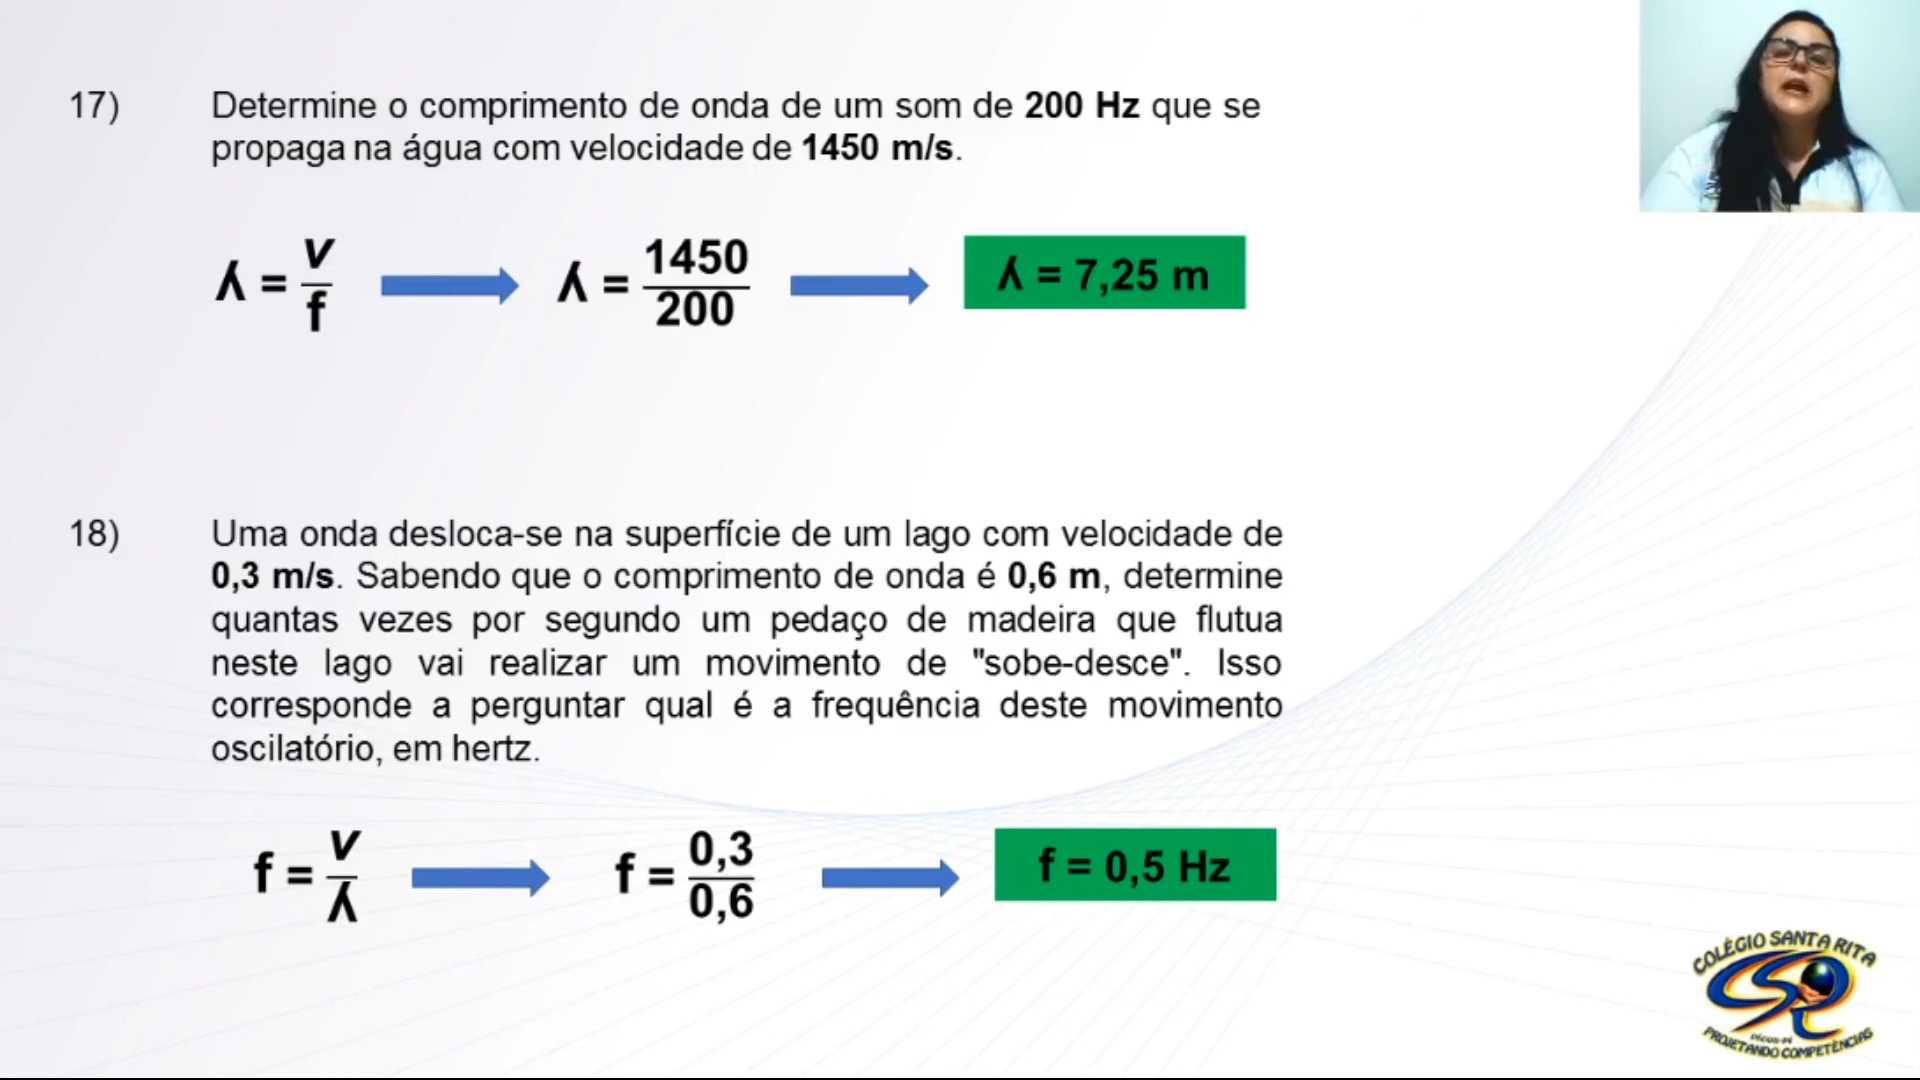 17) Determine o comprimento de onda de um som de 200 Hz que se
propaga na água com velocidade de 1450 m/s.
ʎ = v/f
ʎ = 1450/200
ʎ = 7,25 m
18) Uma onda desloca-se na superfície de um lago com velocidade de
0,3 m/s. Sabendo que o comprimento de onda é 0,6 m, determine
quantas vezes por segundo um pedaço de madeira que flutua
neste lago vai realizar um movimento de "sobe-desce". Isso
corresponde a perguntar qual é a frequência deste movimento
oscilatório, em hertz.
f = v/ʎ
f = 0,3/0,6
f = 0,5 Hz
COLÉGIO SANTA RITA
PROJETANDO COMPETÊNCIAS